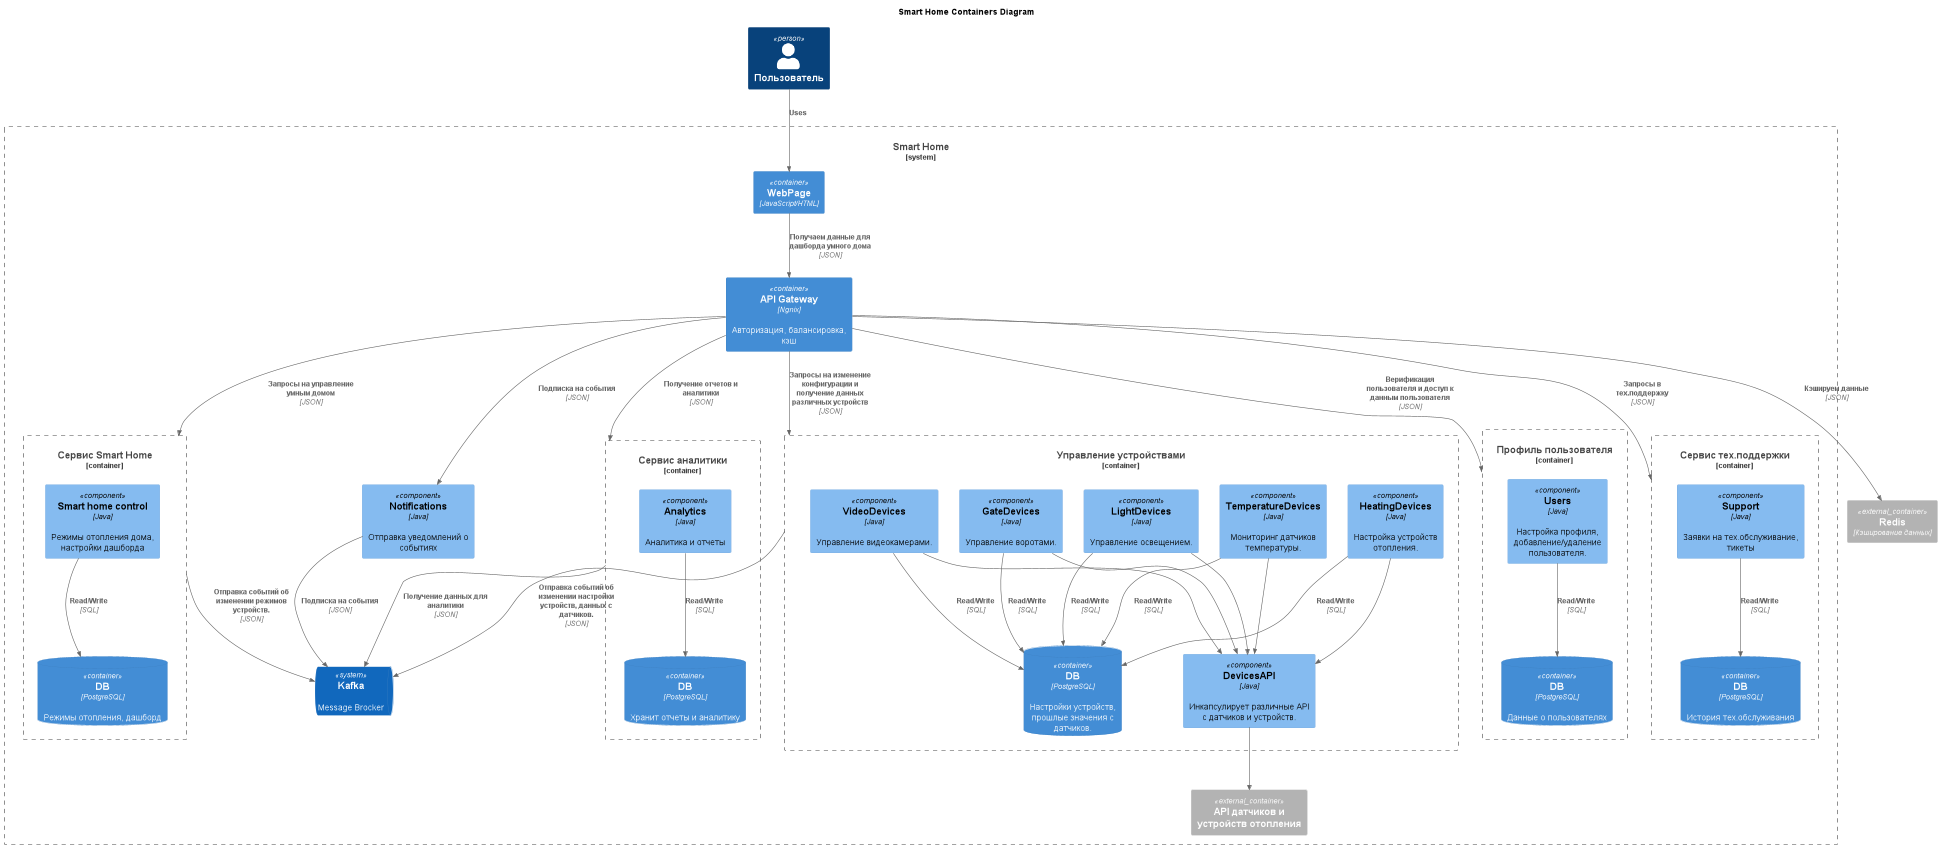 Smart Home Containers Diagram
«person»
Пользователь
Uses
Smart Home
[system]
«container»
WebPage
[JavaScript/HTML]
Получаем данные для
дашборда умного дома
[JSON]
«container»
API Gateway
[Ngnix]
Авторизация, балансировка,
кэш
Запросы на управление
умным домом
[JSON]
Подписка на события
[JSON]
Получение отчетов и
аналитики
[JSON]
Запросы на изменение
конфигурации и
получение данных
различных устройств
[JSON]
Верификация
пользователя и доступ к
данным пользователя
[JSON]
Запросы в
тех.поддержку
[JSON]
Кэшируем данные
[JSON]
Сервис Smart Home
[container]
«component»
Smart home control
[Java]
Режимы отопления дома,
настройки дашборда
Read/Write
[SQL]
«container»
DB
[PostgreSQL]
Режимы отопления, дашборд
«component»
Notifications
[Java]
Отправка уведомлений о
событиях
Отправка событий об
изменении режимов
устройств.
[JSON]
Подписка на события
[JSON]
Получение данных для
аналитики
[JSON]
Отправка событий об
изменении настройки
устройств, данных с
датчиков.
[JSON]
«system»
Kafka
Message Brocker
Сервис аналитики
[container]
«component»
Analytics
[Java]
Аналитика и отчеты
Read/Write
[SQL]
«container»
DB
[PostgreSQL]
Хранит отчеты и аналитику
Управление устройствами
[container]
«component»
VideoDevices
[Java]
Управление видеокамерами.
«component»
GateDevices
[Java]
Управление воротами.
«component»
LightDevices
[Java]
Управление освещением.
«component»
TemperatureDevices
[Java]
Мониторинг датчиков
температуры.
«component»
HeatingDevices
[Java]
Настройка устройств
отопления.
Read/Write
[SQL]
Read/Write
[SQL]
Read/Write
[SQL]
Read/Write
[SQL]
Read/Write
[SQL]
«container»
DB
[PostgreSQL]
Настройки устройств,
прошлые значения с
датчиков.
«component»
DevicesAPI
[Java]
Инкапсулирует различные API
с датчиков и устройств.
«external_container»
API датчиков и
устройств отопления
Профиль пользователя
[container]
«component»
Users
[Java]
Настройка профиля,
добавление/удаление
пользователя.
Read/Write
[SQL]
«container»
DB
[PostgreSQL]
Данные о пользователях
Сервис тех.поддержки
[container]
«component»
Support
[Java]
Заявки на тех.обслуживание,
тикеты
Read/Write
[SQL]
«container»
DB
[PostgreSQL]
История тех.обслуживания
«external_container»
Redis
[Кэширование данных]